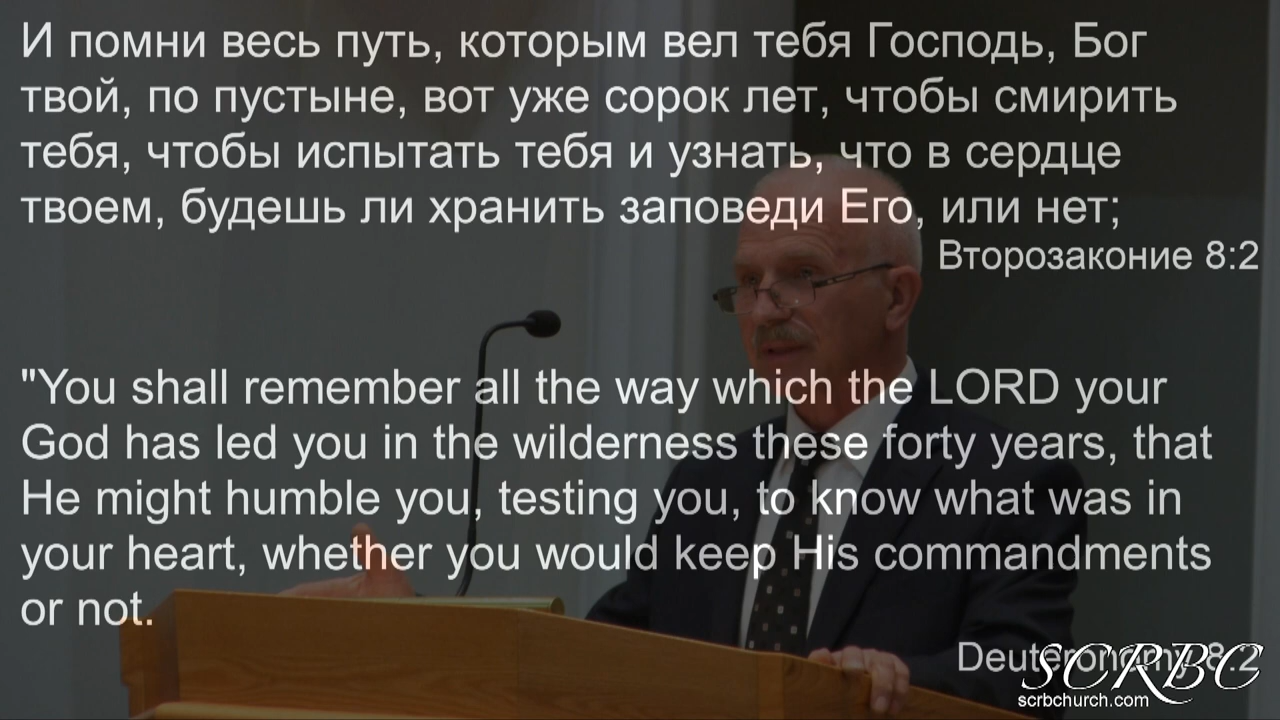 И помни весь путь, которым вел тебя Господь, Бог
твой, по пустыне, вот уже сорок лет, чтобы смирить
тебя, чтобы испытать тебя и узнать, что в сердце
твоем, будешь ли хранить заповеди Его, или нет;
Второзаконие 8:2
"You shall remember all the way which the LORD your
God has led you in the wilderness these forty years, that
He might humble you, testing you, to know what was in
your heart, whether you would keep His commandments
or not.
Deuteronomy 8:2
SCRBC
scrbchurch.com